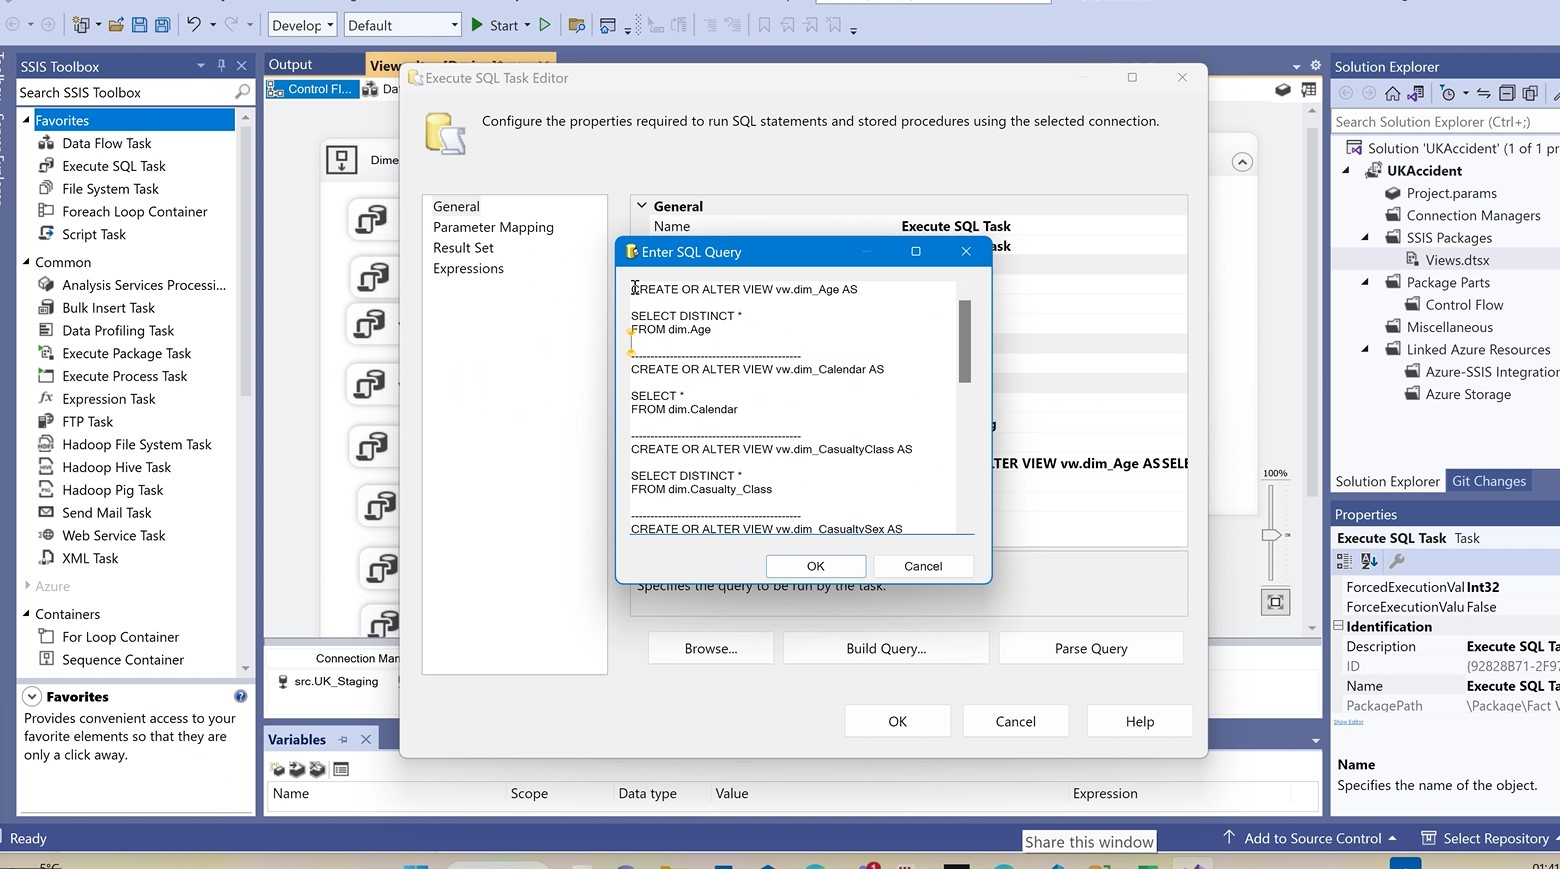 Develop
Default
Start
SSIS Toolbox
Search SSIS Toolbox
Favorites
Data Flow Task
Execute SQL Task
File System Task
Foreach Loop Container
Script Task
Common
Analysis Services Processi...
Bulk Insert Task
Data Profiling Task
Execute Package Task
Execute Process Task
Expression Task
FTP Task
Hadoop File System Task
Hadoop Hive Task
Hadoop Pig Task
Send Mail Task
Web Service Task
XML Task
Azure
Containers
For Loop Container
Sequence Container
Favorites
Provides convenient access to your
favorite elements so that they are
only a click away.
Output
Control Fl...
Dime
Connection Man
src.UK_Staging
Variables
Name Scope Data type Value Expression
Execute SQL Task Editor
Configure the properties required to run SQL statements and stored procedures using the selected connection.
General
Parameter Mapping
Result Set
Expressions
General
Name Execute SQL Task
TER VIEW vw.dim_Age AS SELE
Specifies the query to be run by the task.
Browse...
Build Query...
Parse Query
OK
Cancel
Help
Enter SQL Query
CREATE OR ALTER VIEW vw.dim_Age AS
SELECT DISTINCT *
FROM dim.Age
--------------------------------------------
CREATE OR ALTER VIEW vw.dim_Calendar AS
SELECT *
FROM dim.Calendar
--------------------------------------------
CREATE OR ALTER VIEW vw.dim_CasualtyClass AS
SELECT DISTINCT *
FROM dim.Casualty_Class
--------------------------------------------
CREATE OR ALTER VIEW vw.dim_CasualtySex AS
OK
Cancel
100%
Solution Explorer
Search Solution Explorer (Ctrl+;)
Solution 'UKAccident' (1 of 1 pr
UKAccident
Project.params
Connection Managers
SSIS Packages
Views.dtsx
Package Parts
Control Flow
Miscellaneous
Linked Azure Resources
Azure-SSIS Integration
Azure Storage
Solution Explorer
Git Changes
Properties
Execute SQL Task Task
ForcedExecutionVal Int32
ForceExecutionValu False
Identification
Description Execute SQL Ta
ID {92828B71-2F97
Name Execute SQL Ta
PackagePath \Package\Fact V
Show Editor
Name
Specifies the name of the object.
Ready
Share this window
Add to Source Control
Select Repository
5°C
01:41